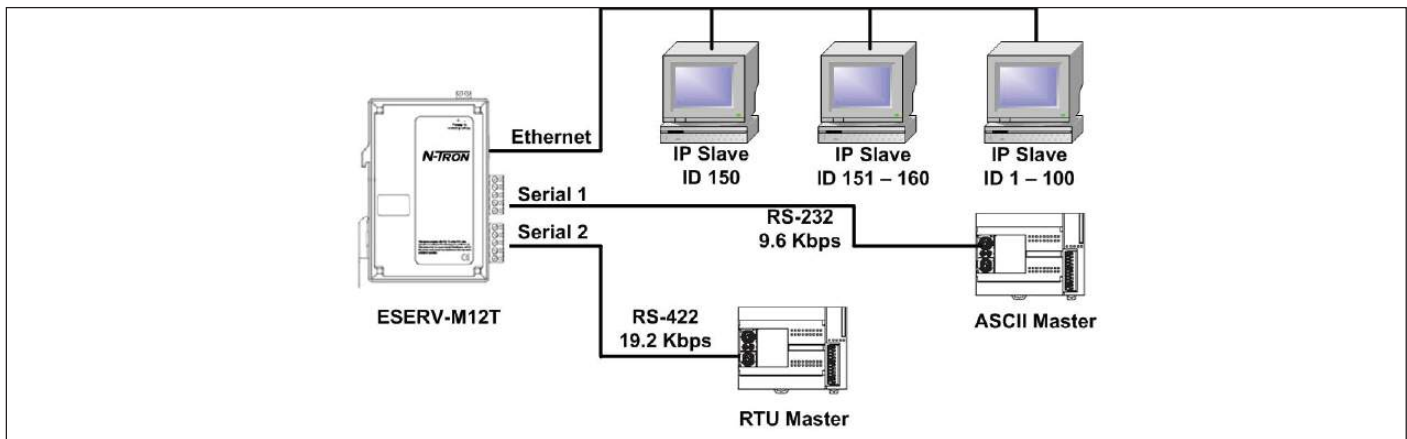 Ethernet
N-TRON
Serial 1
Serial 2
ESERV-M12T
IP Slave
ID 150
IP Slave
ID 151 – 160
IP Slave
ID 1 – 100
RS-232
9.6 Kbps
ASCII Master
RS-422
19.2 Kbps
RTU Master